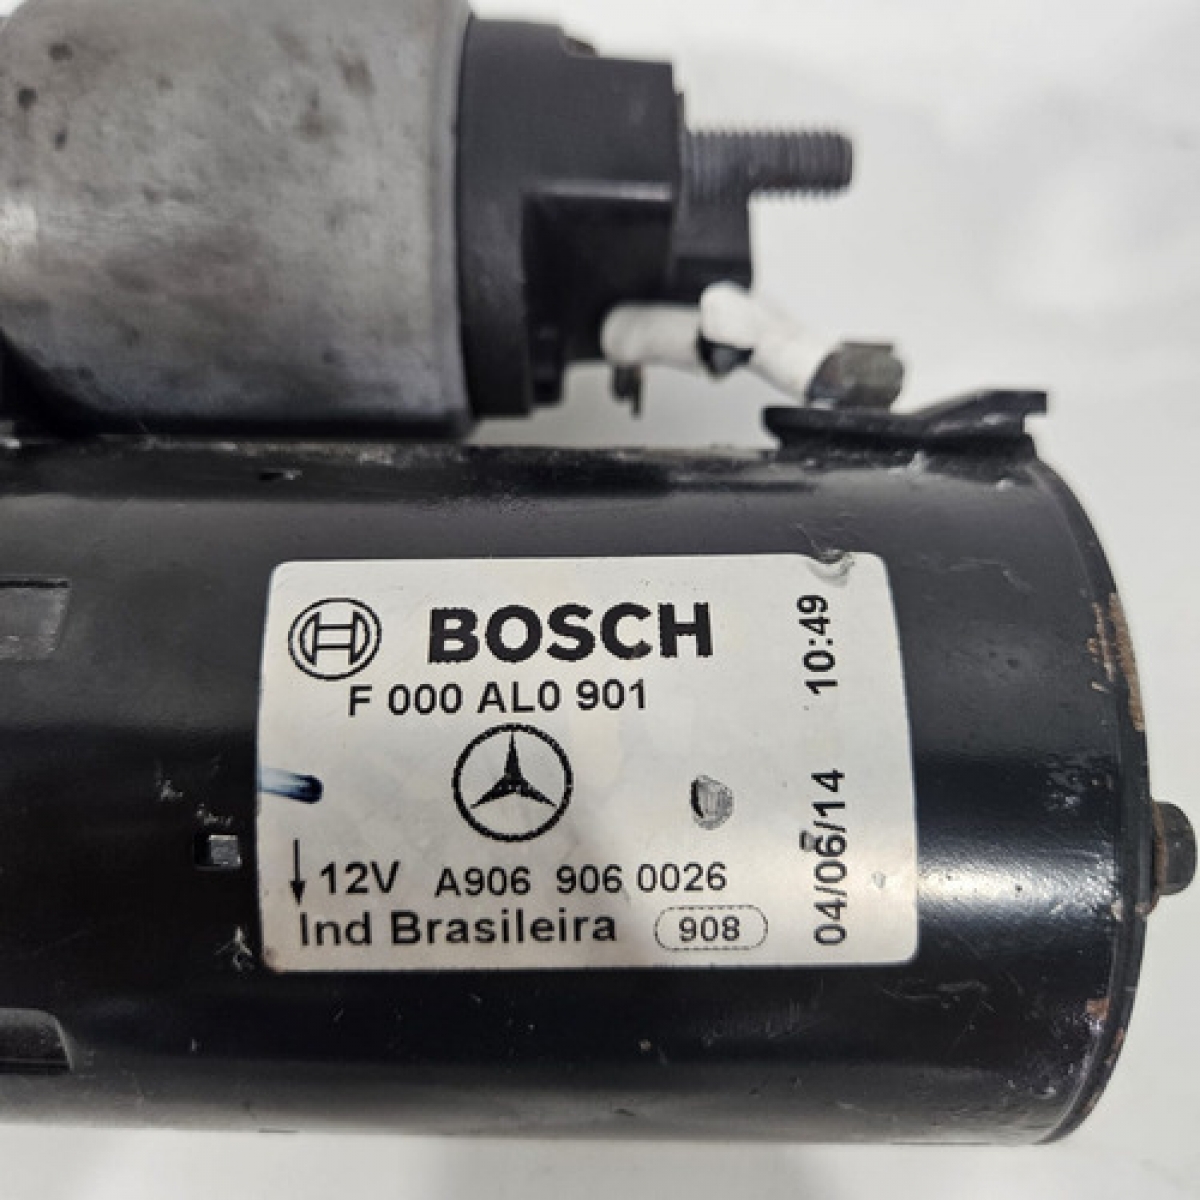 BOSCH
F 000 AL0 901
12V A906 906 0026
Ind Brasileira 908
04/06/14 10:49